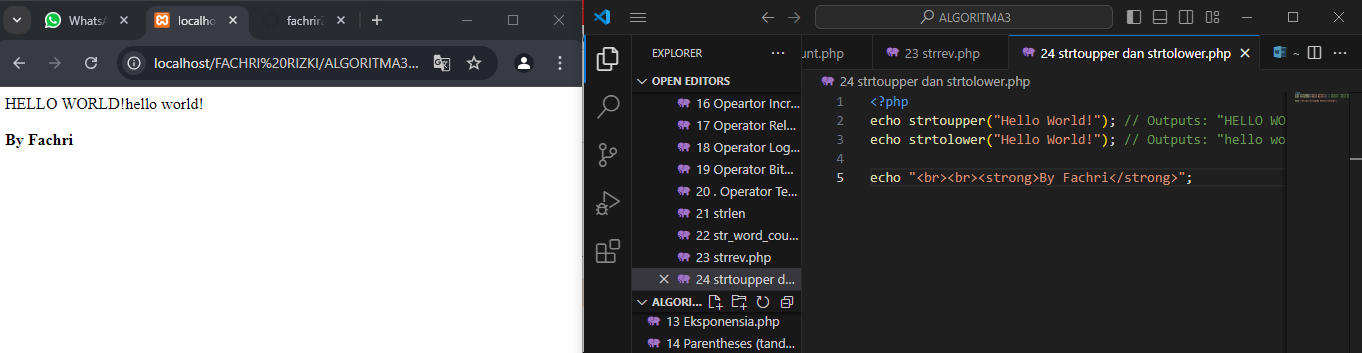 WhatsA
localho
fachrirz
localhost/FACHRI%20RIZKI/ALGORITMA3...
HELLO WORLD!hello world!
By Fachri
ALGORITMA3
EXPLORER
OPEN EDITORS
16 Opeartor Incr...
17 Operator Rel...
18 Operator Log...
19 Operator Bit...
20 . Operator Te...
21 strlen
22 str_word_cou...
23 strrev.php
24 strtoupper d...
ALGORI...
13 Eksponensia.php
14 Parentheses (tand...
unt.php
23 strrev.php
24 strtoupper dan strtolower.php
24 strtoupper dan strtolower.php
1 <?php
2 echo strtoupper("Hello World!"); // Outputs: "HELLO WO
3 echo strtolower("Hello World!"); // Outputs: "hello wo
4
5 echo "<br><br><strong>By Fachri</strong>";